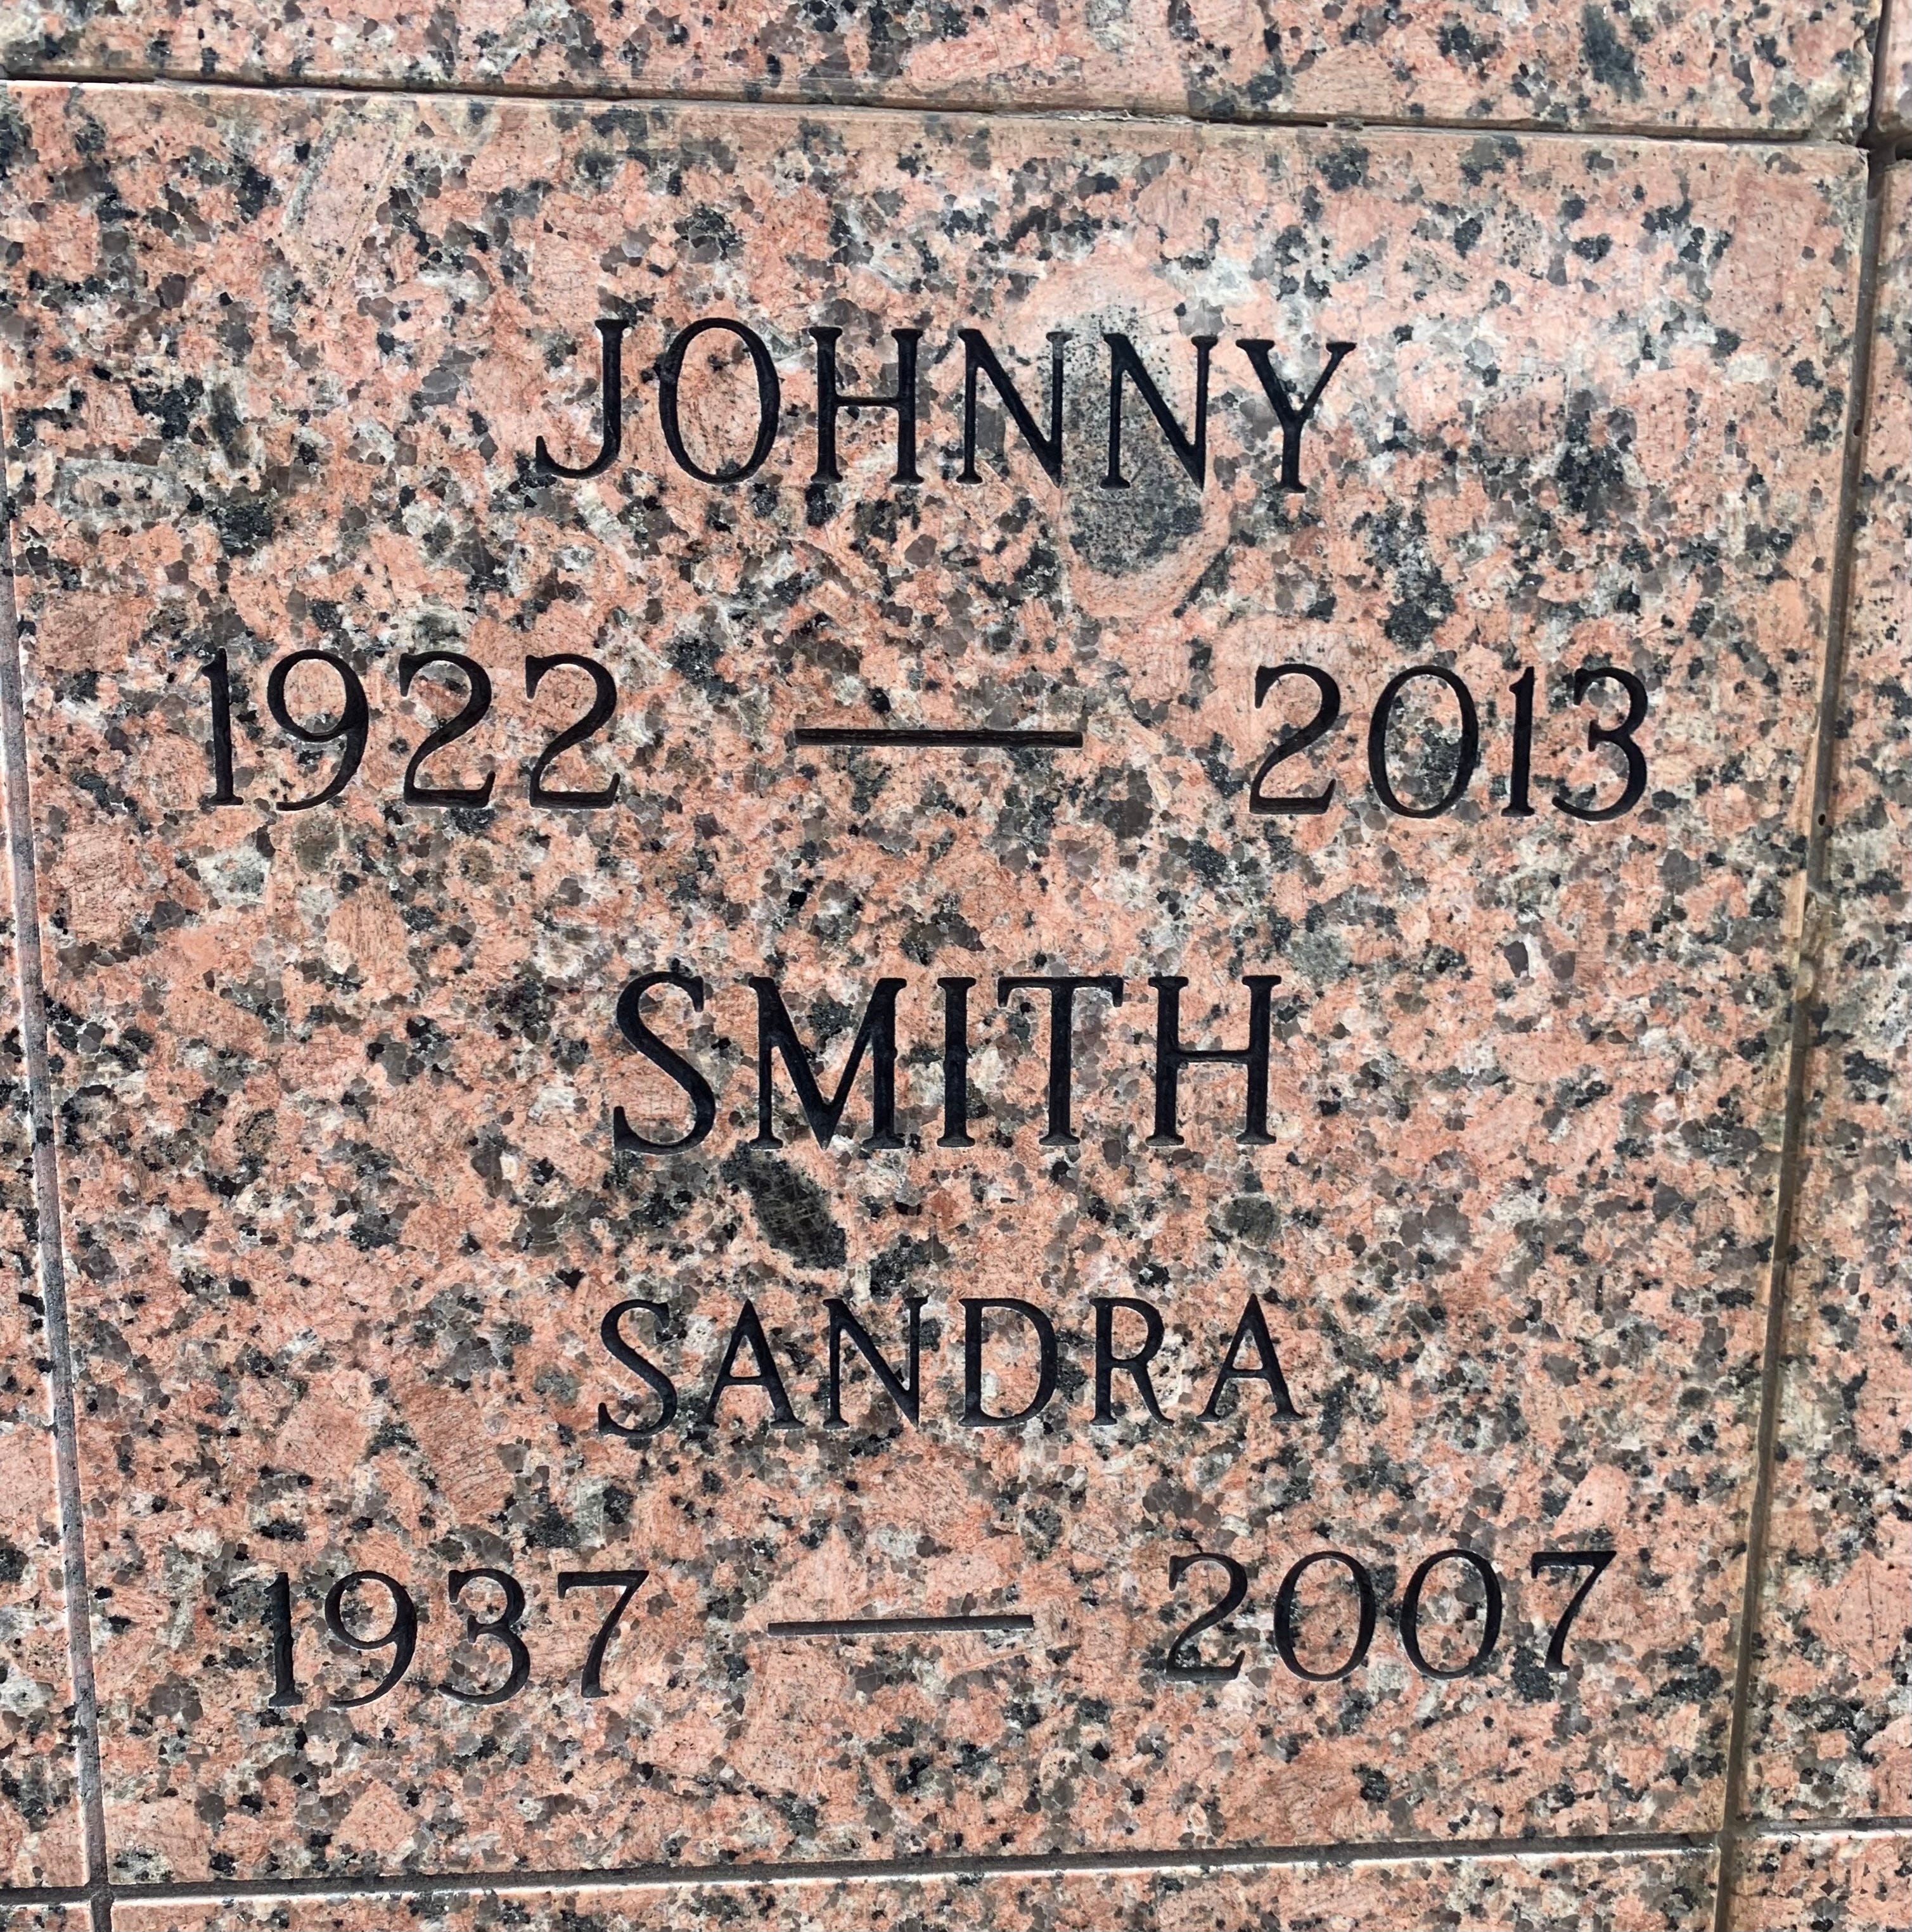 JOHNNY
1922 — 2013
SMITH
SANDRA
1937 — 2007